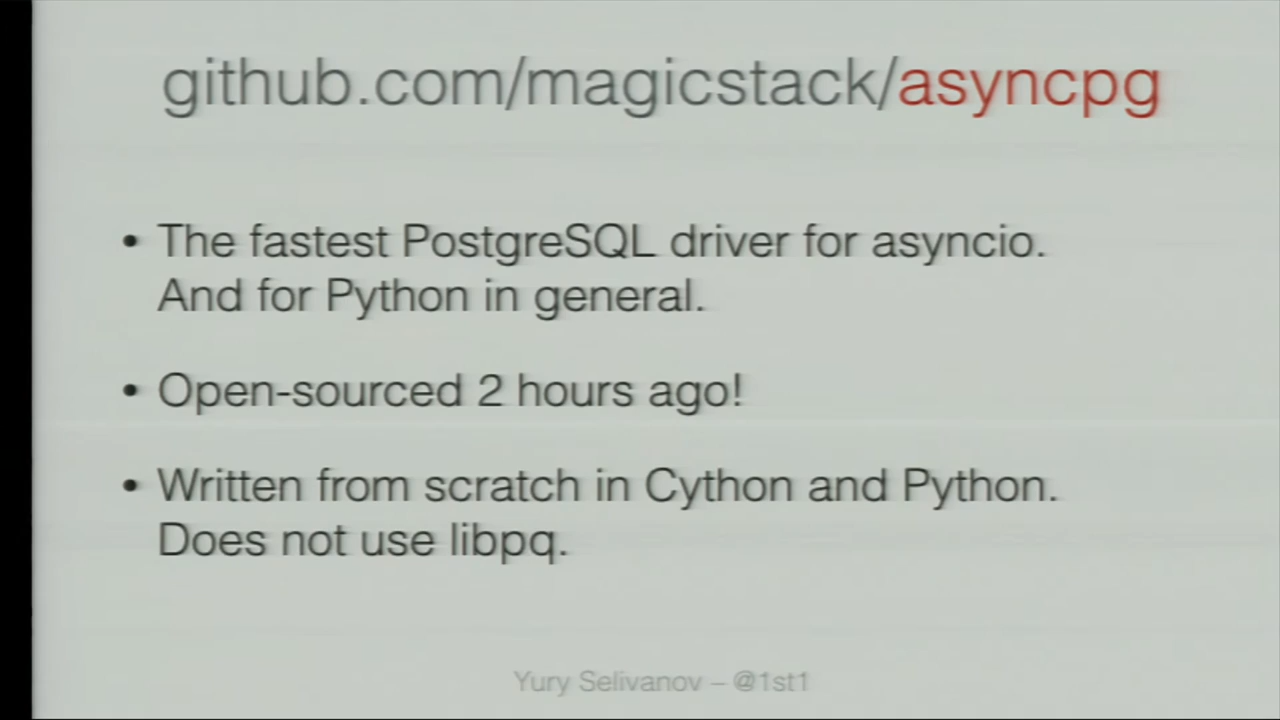 github.com/magicstack/asyncpg
• The fastest PostgreSQL driver for asyncio.
And for Python in general.
• Open-sourced 2 hours ago!
• Written from scratch in Cython and Python.
Does not use libpq.
Yury Selivanov – @1st1